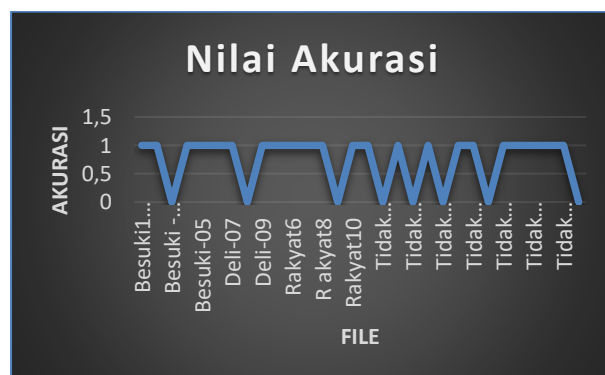 Nilai Akurasi
AKURASI
1,5
1
0,5
0
Besuki1...
Besuki -...
Besuki-05
Deli-07
Deli-09
Rakyat6
R akyat8
Rakyat10
Tidak...
Tidak...
Tidak...
Tidak...
Tidak...
Tidak...
Tidak...
FILE